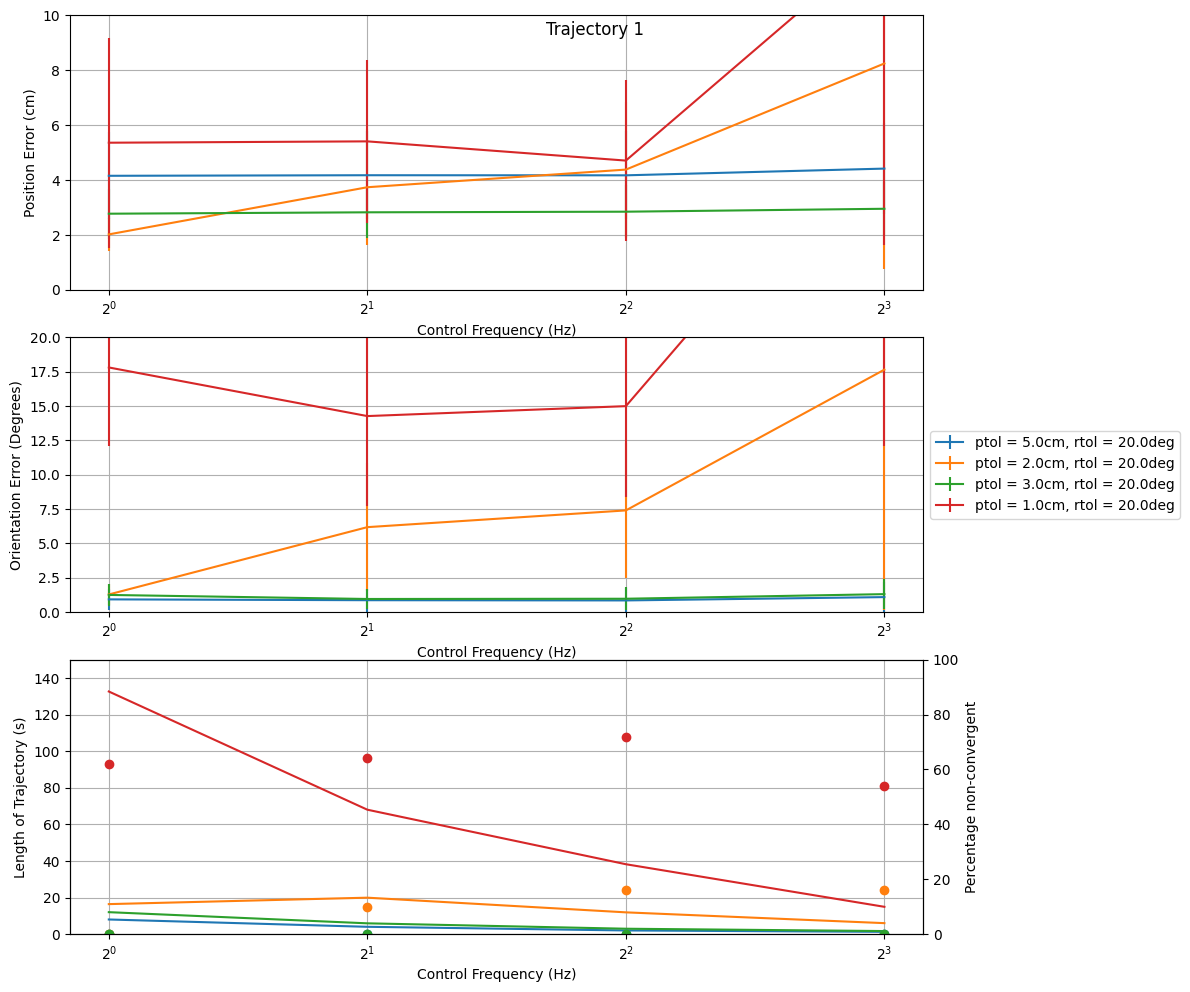 Trajectory 1
Position Error (cm)
10
8
6
4
2
0
2^0 2^1 2^2 2^3
Control Frequency (Hz)
Orientation Error (Degrees)
20.0
17.5
15.0
12.5
10.0
7.5
5.0
2.5
0.0
2^0 2^1 2^2 2^3
Control Frequency (Hz)
ptol = 5.0cm, rtol = 20.0deg
ptol = 2.0cm, rtol = 20.0deg
ptol = 3.0cm, rtol = 20.0deg
ptol = 1.0cm, rtol = 20.0deg
Length of Trajectory (s)
140
120
100
80
60
40
20
0
100
80
60
40
20
0
Percentage non-convergent
2^0 2^1 2^2 2^3
Control Frequency (Hz)